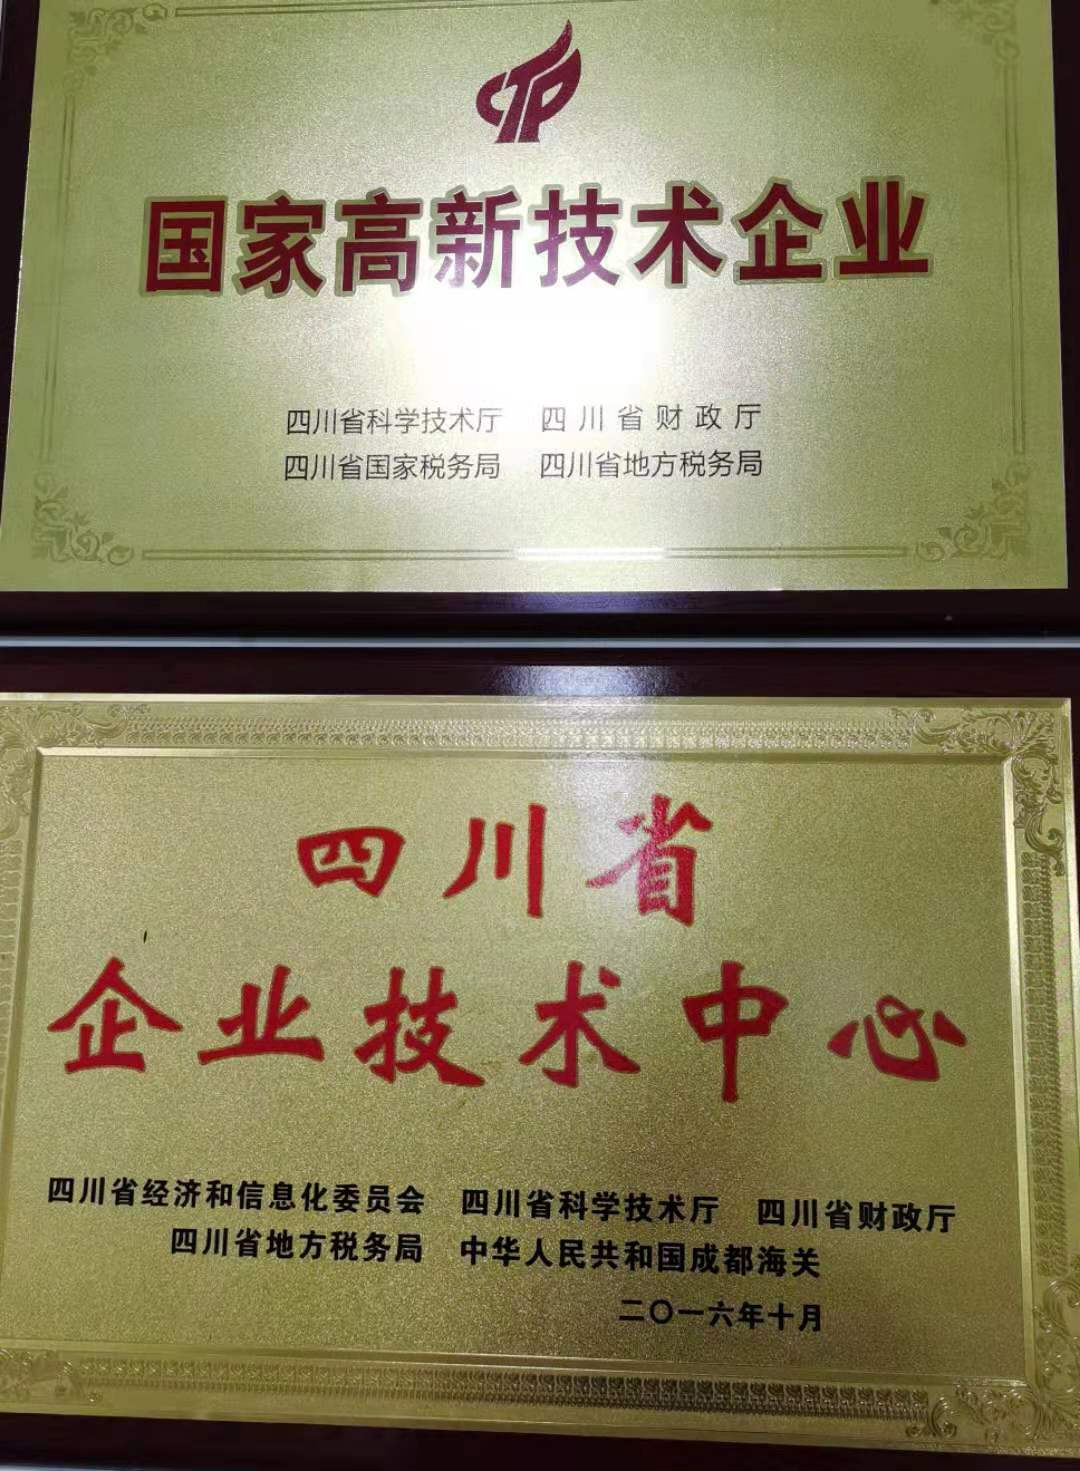 CTP
国家高新技术企业
四川省科学技术厅 四川省财政厅
四川省国家税务局 四川省地方税务局
四川省
企业技术中心
四川省经济和信息化委员会 四川省科学技术厅 四川省财政厅
四川省地方税务局 中华人民共和国成都海关
二〇一六年十月